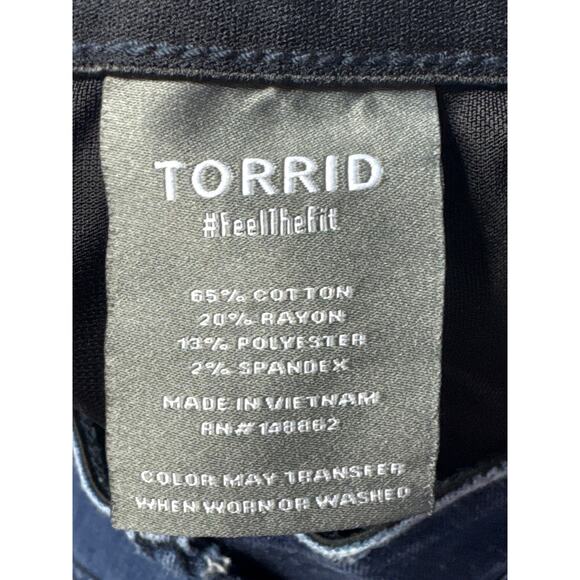 TORRID
#FeelTheFit
65% COTTON
20% RAYON
13% POLYESTER
2% SPANDEX
MADE IN VIETNAM
RN# 148862
COLOR MAY TRANSFER
WHEN WORN OR WASHED